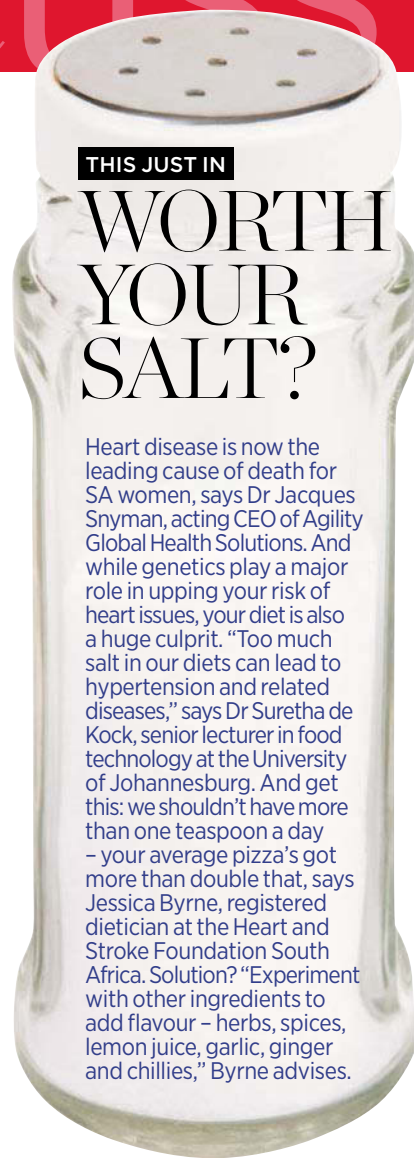 THIS JUST IN
WORTH
YOUR
SALT?
Heart disease is now the
leading cause of death for
SA women, says Dr Jacques
Snyman, acting CEO of Agility
Global Health Solutions. And
while genetics play a major
role in upping your risk of
heart issues, your diet is also
a huge culprit. “Too much
salt in our diets can lead to
hypertension and related
diseases,” says Dr Suretha de
Kock, senior lecturer in food
technology at the University
of Johannesburg. And get
this: we shouldn’t have more
than one teaspoon a day
– your average pizza’s got
more than double that, says
Jessica Byrne, registered
dietician at the Heart and
Stroke Foundation South
Africa. Solution? “Experiment
with other ingredients to
add flavour – herbs, spices,
lemon juice, garlic, ginger
and chillies,” Byrne advises.